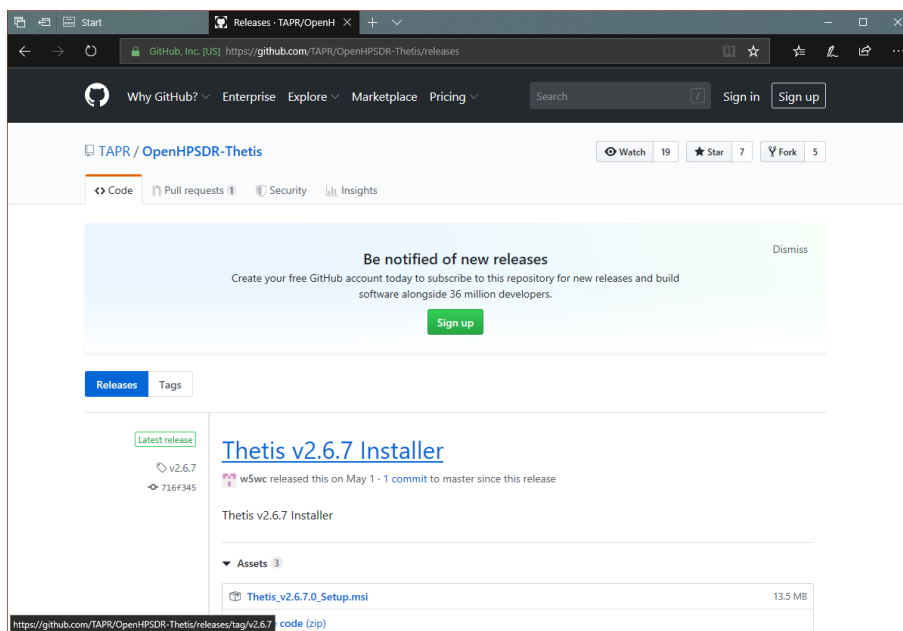 Start
Releases · TAPR/OpenH
GitHub, Inc. [US] https://github.com/TAPR/OpenHPSDR-Thetis/releases
Why GitHub? Enterprise Explore Marketplace Pricing Search / Sign in Sign up
TAPR / OpenHPSDR-Thetis Watch 19 Star 7 Fork 5
Code Pull requests 1 Security Insights
Be notified of new releases Dismiss
Create your free GitHub account today to subscribe to this repository for new releases and build
software alongside 36 million developers.
Sign up
Releases Tags
Latest release
v2.6.7
716f345
Thetis v2.6.7 Installer
w5wc released this on May 1 · 1 commit to master since this release
Thetis v2.6.7 Installer
Assets 3
Thetis_v2.6.7.0_Setup.msi 13.5 MB
code (zip)
https://github.com/TAPR/OpenHPSDR-Thetis/releases/tag/v2.6.7